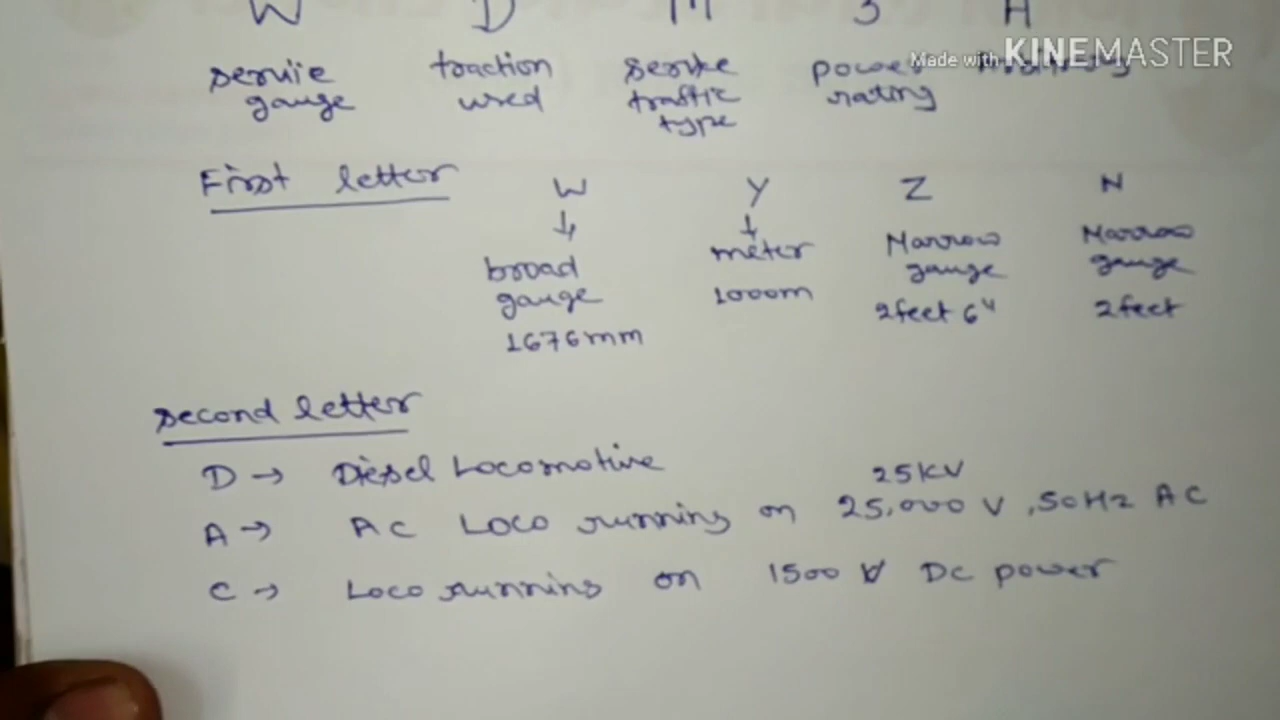 W D M 3 A
service traction service power
gauge used traffic rating
type
Made with KINEMASTER
First letter W Y Z N
broad meter Narrow Narrow
gauge 1000m gauge gauge
1676mm 2feet 6" 2feet
Second letter
D → Diesel Locomotive
25KV
A → AC Loco running on 25,000 V, 50Hz AC
C → Loco running on 1500 V DC power